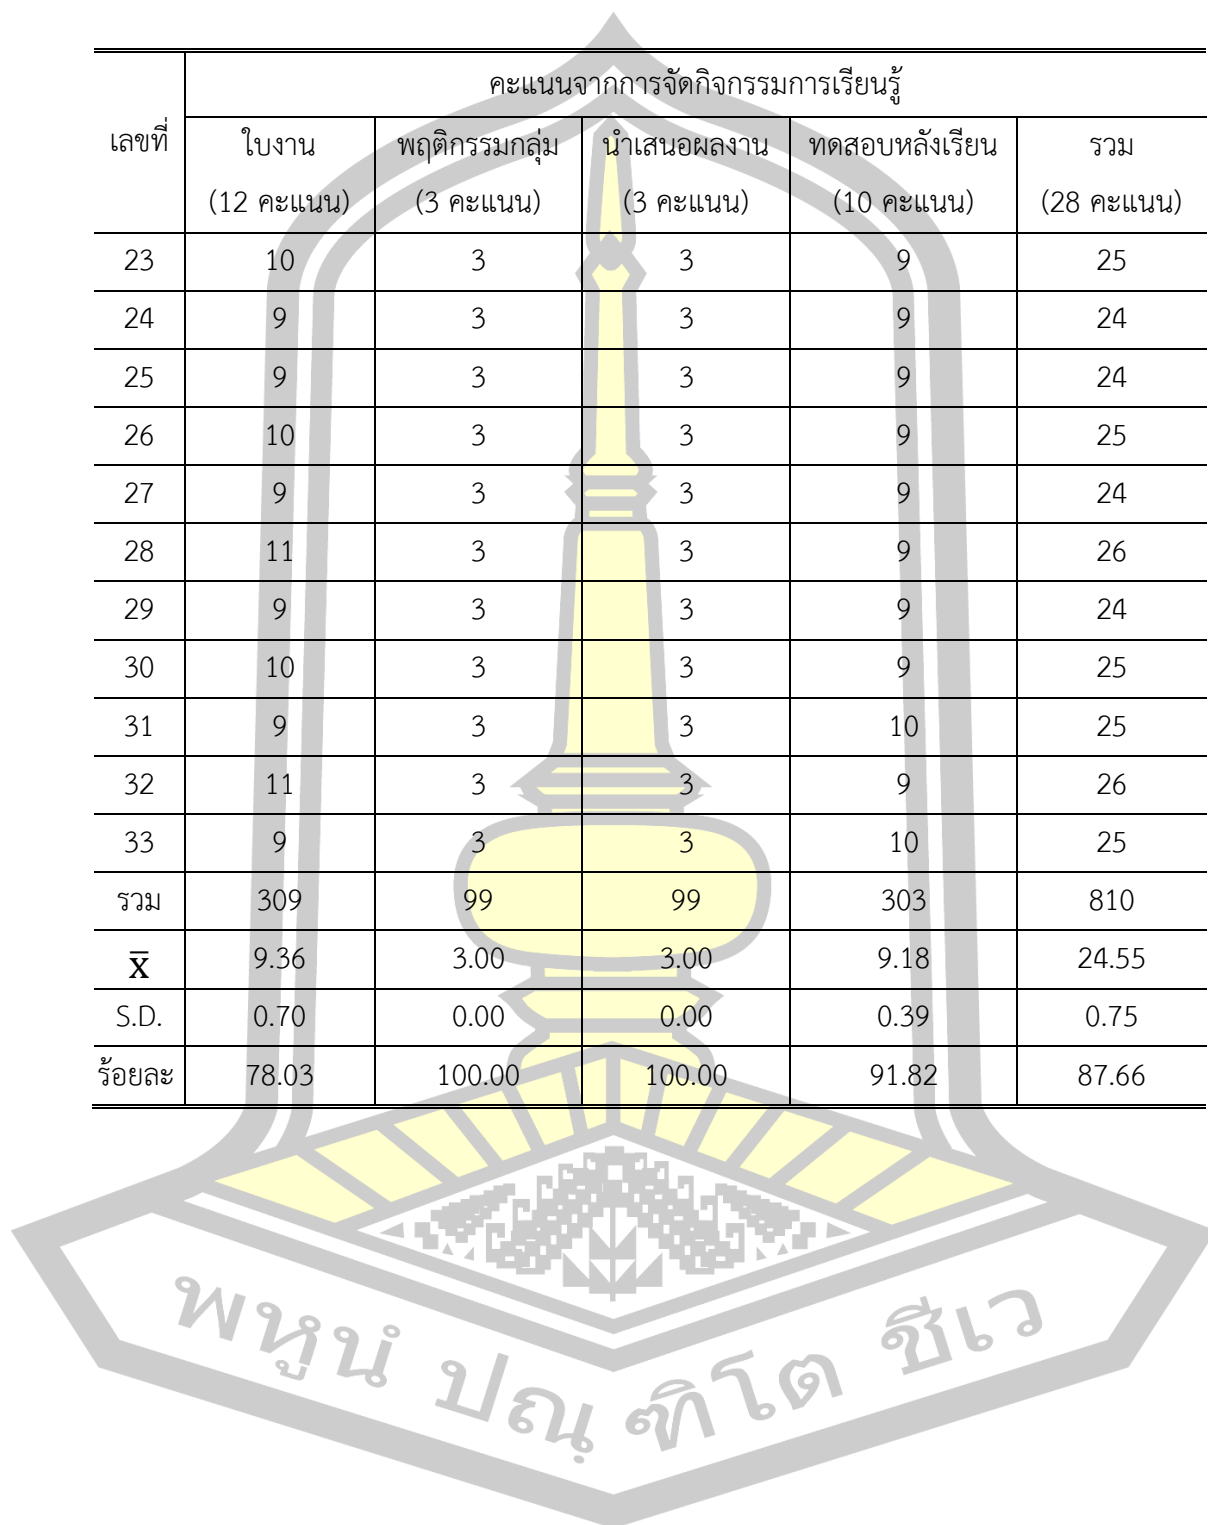 เลขที่ คะแนนจากการจัดกิจกรรมการเรียนรู้
ใบงาน พฤติกรรมกลุ่ม นำเสนอผลงาน ทดสอบหลังเรียน รวม
(12 คะแนน) (3 คะแนน) (3 คะแนน) (10 คะแนน) (28 คะแนน)
23 10 3 3 9 25
24 9 3 3 9 24
25 9 3 3 9 24
26 10 3 3 9 25
27 9 3 3 9 24
28 11 3 3 9 26
29 9 3 3 9 24
30 10 3 3 9 25
31 9 3 3 10 25
32 11 3 3 9 26
33 9 3 3 10 25
รวม 309 99 99 303 810
x̅ 9.36 3.00 3.00 9.18 24.55
S.D. 0.70 0.00 0.00 0.39 0.75
ร้อยละ 78.03 100.00 100.00 91.82 87.66
พหูนํ ปณฺฑิโต ชีเว